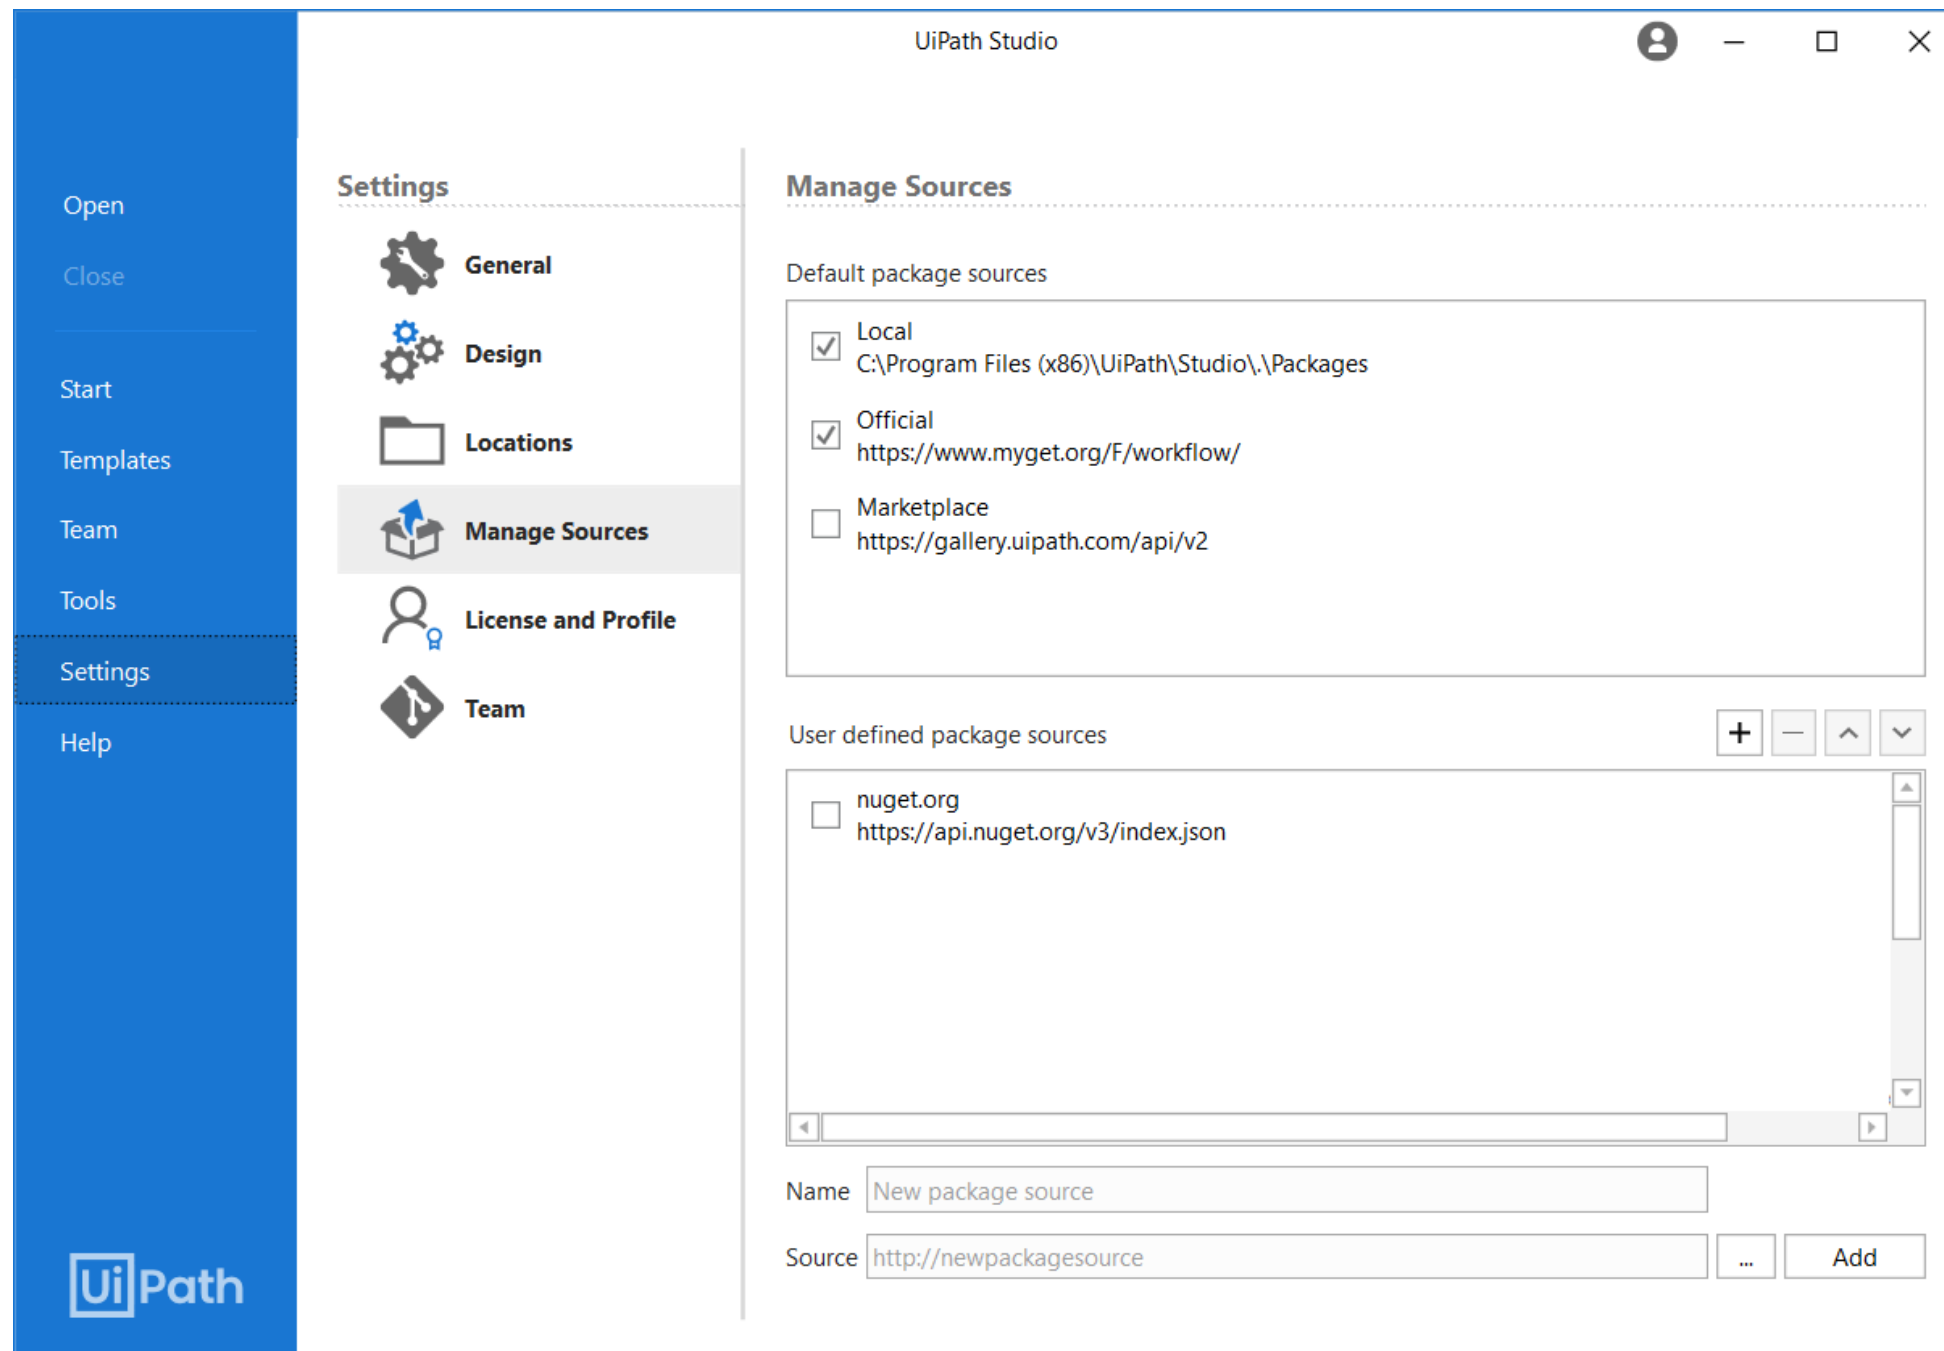 UiPath Studio
Open
Close
Start
Templates
Team
Tools
Settings
Help
UiPath
Settings
General
Design
Locations
Manage Sources
License and Profile
Team
Manage Sources
Default package sources
Local
C:\Program Files (x86)\UiPath\Studio\.\Packages
Official
https://www.myget.org/F/workflow/
Marketplace
https://gallery.uipath.com/api/v2
User defined package sources
nuget.org
https://api.nuget.org/v3/index.json
Name New package source
Source http://newpackagesource ... Add